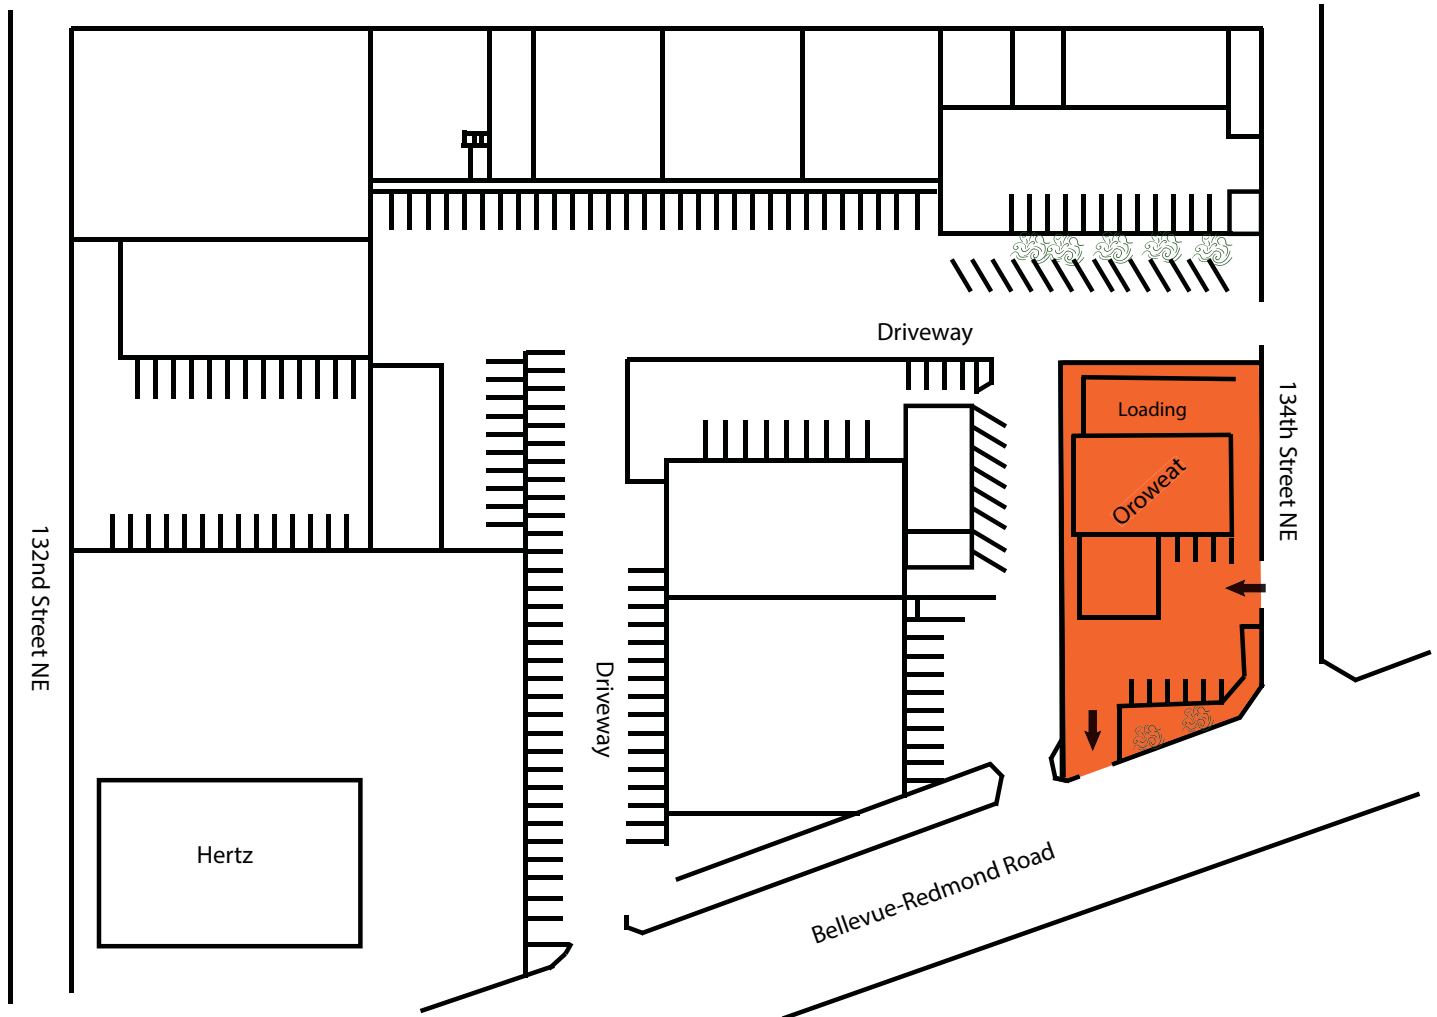 Driveway
Loading
134th Street NE
Oroweat
132nd Street NE
Driveway
Hertz
Bellevue-Redmond Road